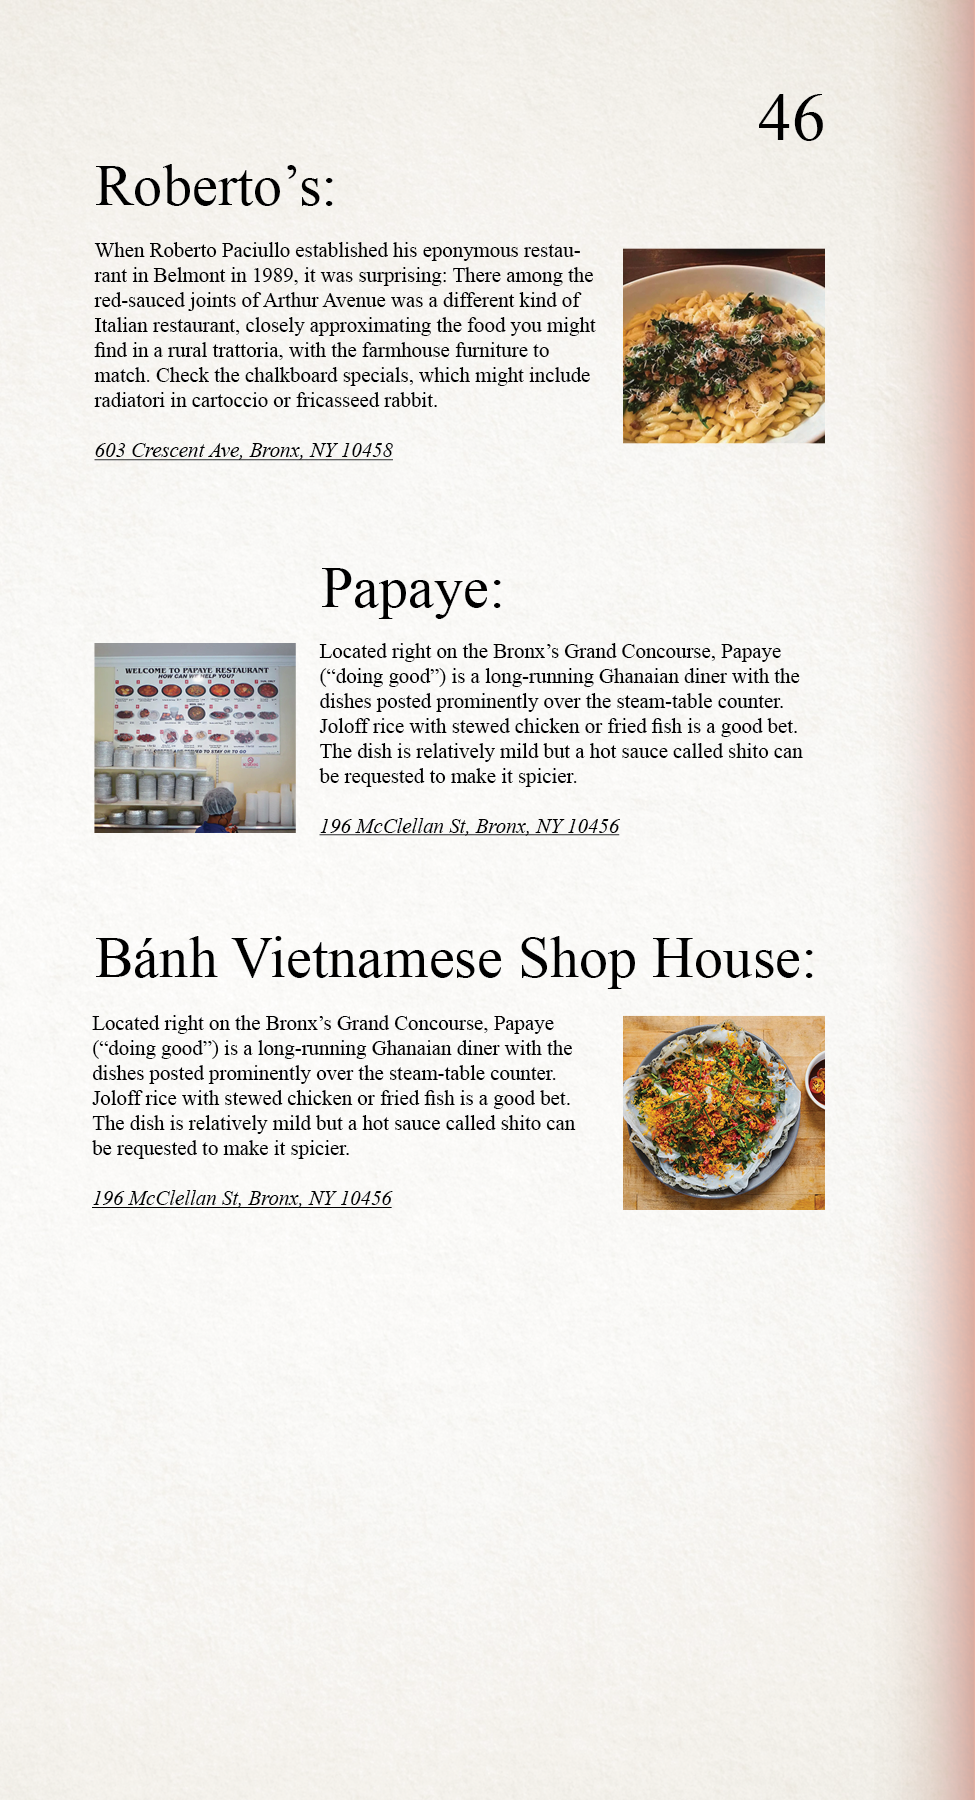 46
Roberto’s:
When Roberto Paciullo established his eponymous restau-
rant in Belmont in 1989, it was surprising: There among the
red-sauced joints of Arthur Avenue was a different kind of
Italian restaurant, closely approximating the food you might
find in a rural trattoria, with the farmhouse furniture to
match. Check the chalkboard specials, which might include
radiatori in cartoccio or fricasseed rabbit.
603 Crescent Ave, Bronx, NY 10458
Papaye:
WELCOME TO PAPAYE RESTAURANT
HOW CAN WE HELP YOU?
Located right on the Bronx’s Grand Concourse, Papaye
(“doing good”) is a long-running Ghanaian diner with the
dishes posted prominently over the steam-table counter.
Joloff rice with stewed chicken or fried fish is a good bet.
The dish is relatively mild but a hot sauce called shito can
be requested to make it spicier.
196 McClellan St, Bronx, NY 10456
Bánh Vietnamese Shop House:
Located right on the Bronx’s Grand Concourse, Papaye
(“doing good”) is a long-running Ghanaian diner with the
dishes posted prominently over the steam-table counter.
Joloff rice with stewed chicken or fried fish is a good bet.
The dish is relatively mild but a hot sauce called shito can
be requested to make it spicier.
196 McClellan St, Bronx, NY 10456